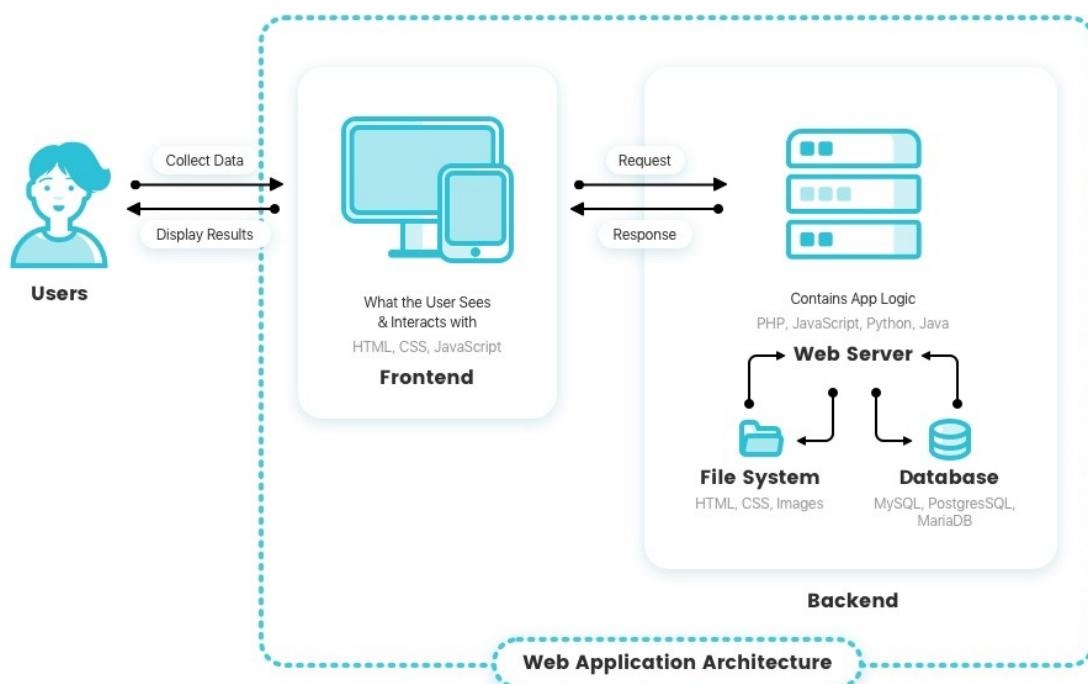 Collect Data
Display Results
Users
What the User Sees
& Interacts with
HTML, CSS, JavaScript
Frontend
Request
Response
Contains App Logic
PHP, JavaScript, Python, Java
Web Server
File System
HTML, CSS, Images
Database
MySQL, PostgresSQL,
MariaDB
Backend
Web Application Architecture